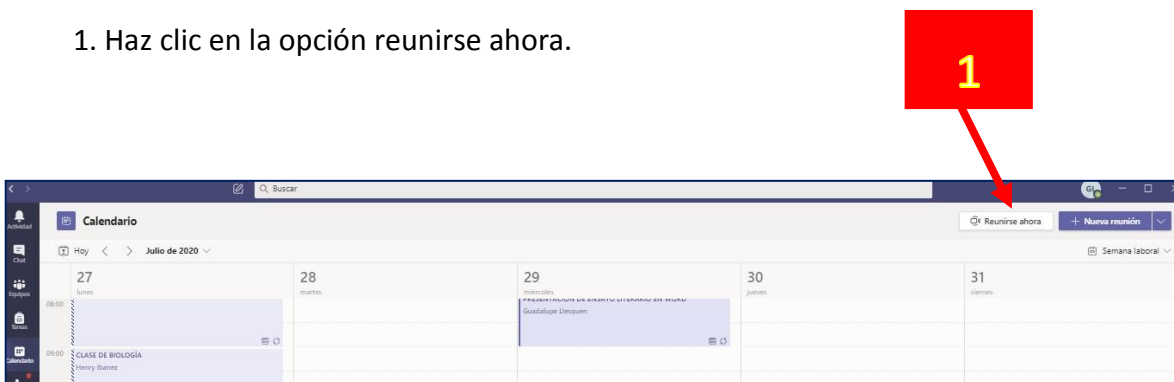 1. Haz clic en la opción reunirse ahora.
1
Buscar
GL
Actividad
Calendario
Reunirse ahora
+ Nueva reunión
Chat
Hoy
Julio de 2020
Semana laboral
Equipos
27
28
29
30
31
lunes
martes
miércoles
jueves
viernes
08:00
PRESENTACIÓN DE ENSAYO LITERARIO EN WORD
Guadalupe
Tareas
09:00
CLASE DE BIOLOGÍA
Calendario
Henry Ibanez